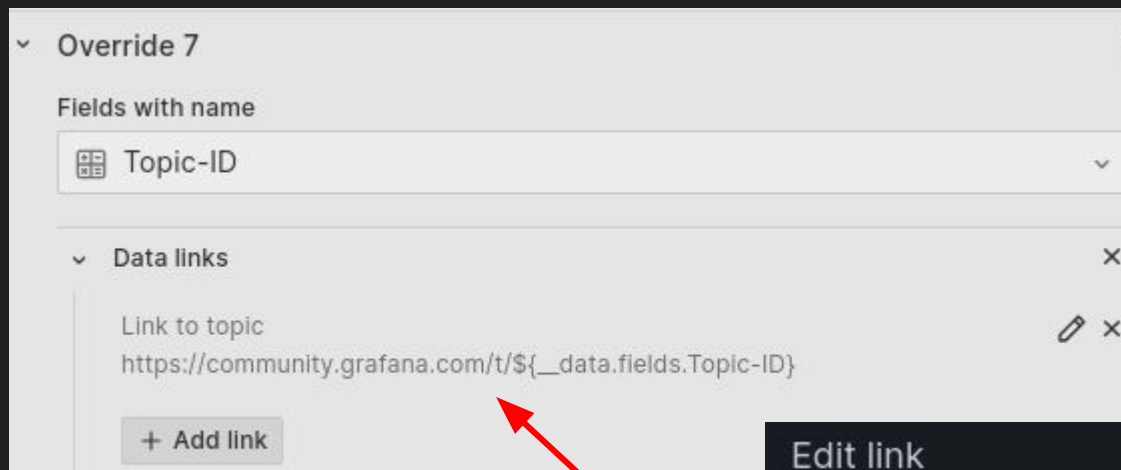 Override 7
Fields with name
Topic-ID
Data links
Link to topic
https://community.grafana.com/t/${__data.fields.Topic-ID}
+ Add link
Edit link